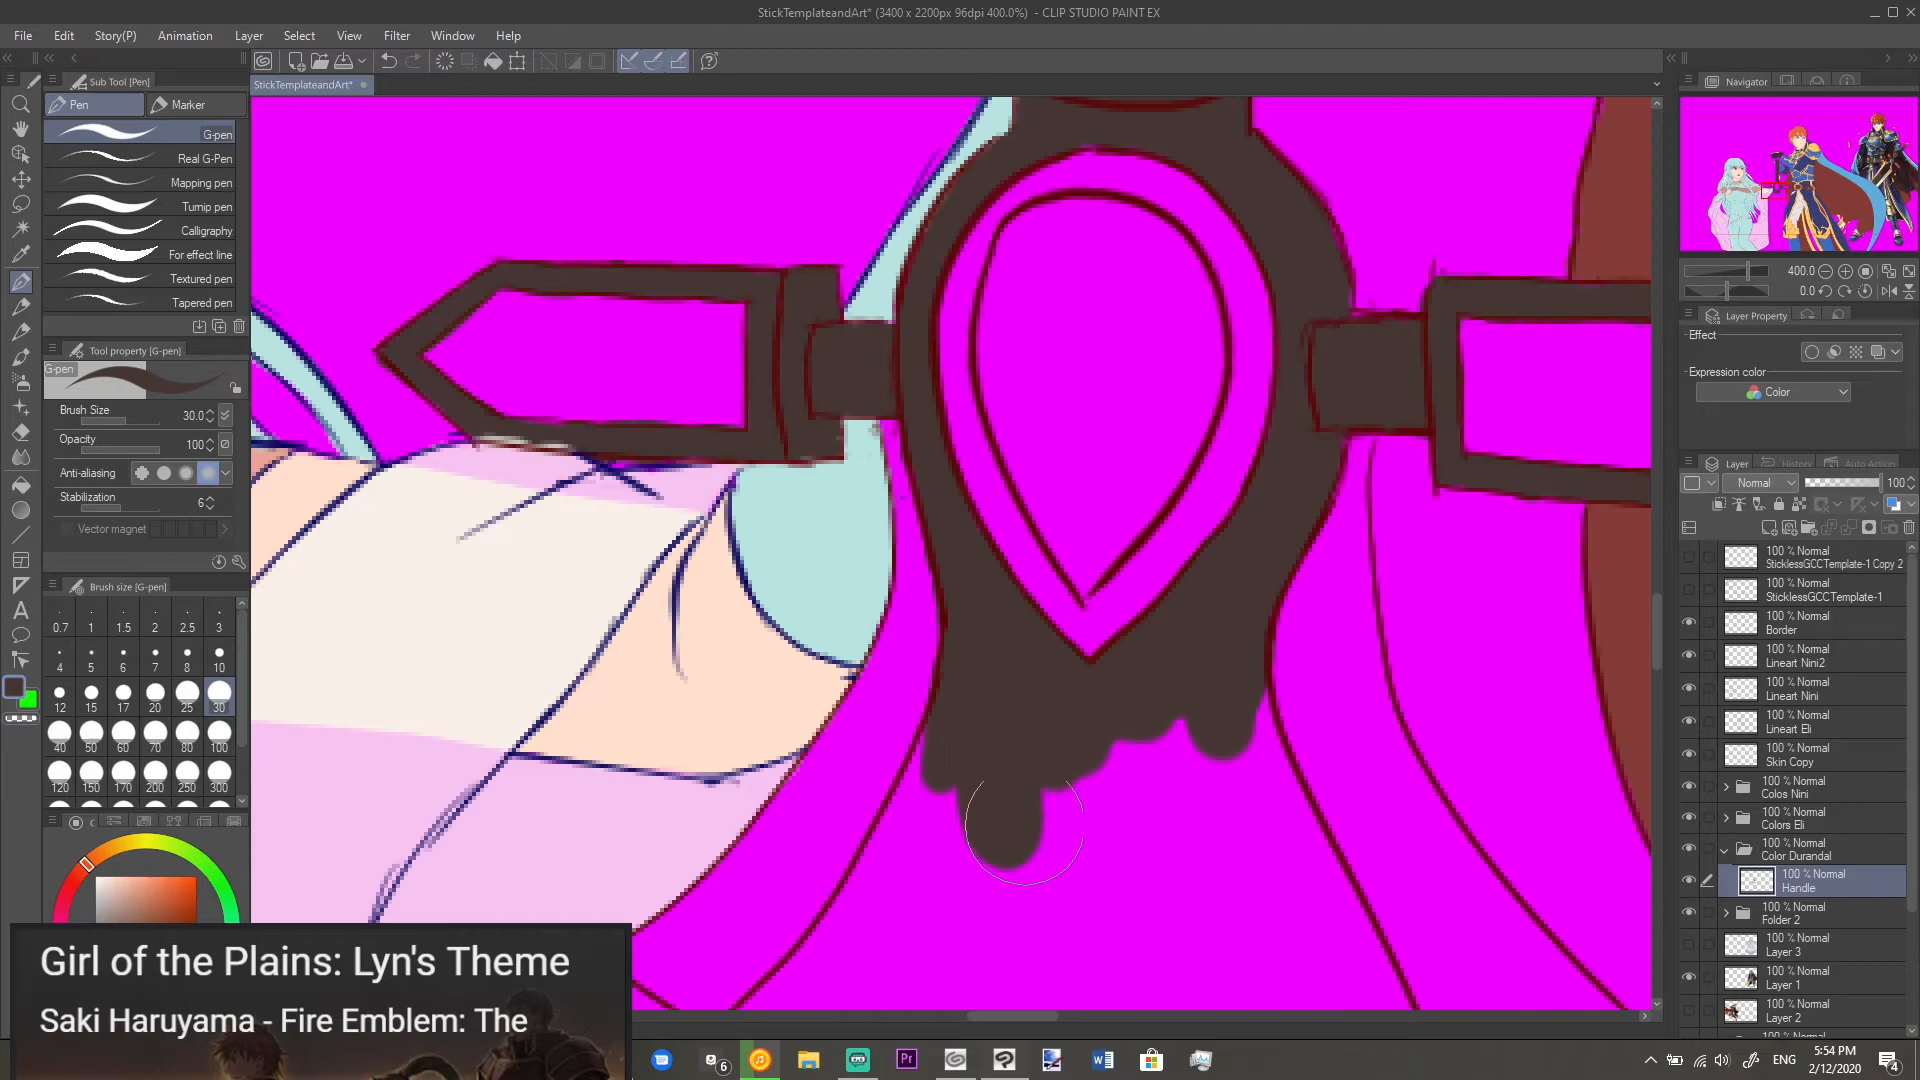 StickTemplateandArt* (3400 x 2200px 96dpi 400.0%) - CLIP STUDIO PAINT EX
File Edit Story(P) Animation Layer Select View Filter Window Help
Sub Tool [Pen]
StickTemplateandArt*
Navigator
Pen Marker
G-pen
Real G-Pen
Mapping pen
Turnip pen
Calligraphy
For effect line
Textured pen
Tapered pen
400.0
0.0
Layer Property
Effect
Expression color
Color
Tool property [G-pen]
G-pen
Brush Size 30.0
Opacity 100
Anti-aliasing
Stabilization 6
Vector magnet
Brush size [G-pen]
0.7 1 1.5 2 2.5 3
4 5 6 7 8 10
12 15 17 20 25 30
40 50 60 70 80 100
120 150 170 200 250 300
Layer History Auto Action
Normal 100
100 % Normal
SticklessGCCTemplate-1 Copy 2
100 % Normal
SticklessGCCTemplate-1
100 % Normal
Border
100 % Normal
Lineart Nini2
100 % Normal
Lineart Nini
100 % Normal
Lineart Eli
100 % Normal
Skin Copy
100 % Normal
Colos Nini
100 % Normal
Colors Eli
100 % Normal
Color Durandal
100 % Normal
Handle
100 % Normal
Folder 2
100 % Normal
Layer 3
100 % Normal
Layer 1
100 % Normal
Layer 2
Girl of the Plains: Lyn's Theme
Saki Haruyama - Fire Emblem: The
6
Pr
ENG
5:54 PM
2/12/2020
4